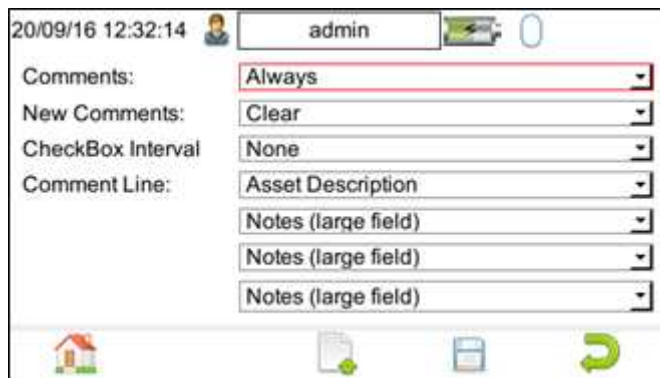 20/09/16 12:32:14 admin
Comments: Always
New Comments: Clear
CheckBox Interval None
Comment Line: Asset Description
Notes (large field)
Notes (large field)
Notes (large field)